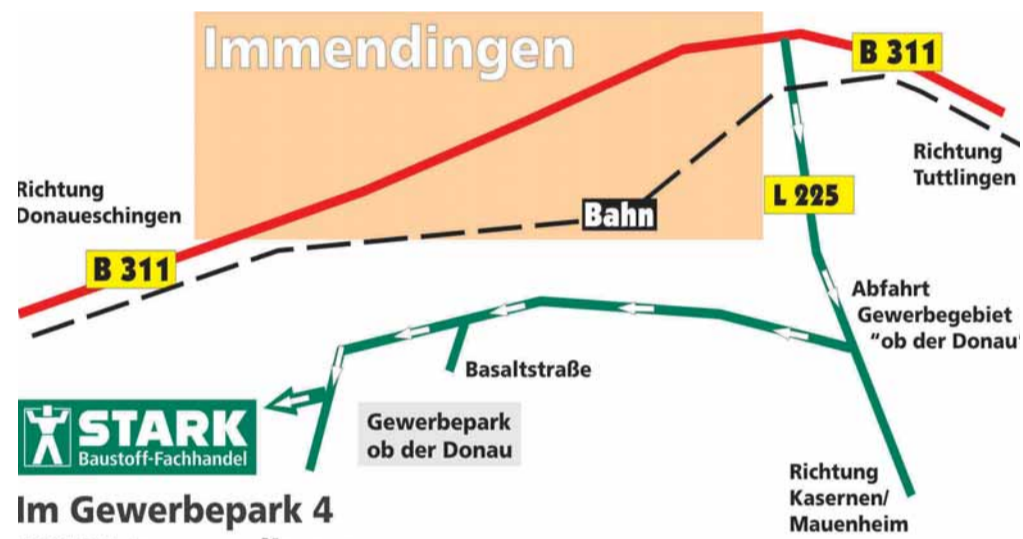 Immendingen
B 311
Richtung
Tuttlingen
Richtung
Donaueschingen
L 225
Bahn
B 311
Abfahrt
Gewerbegebiet
"ob der Donau"
Basaltstraße
STARK
Baustoff-Fachhandel
Gewerbepark
ob der Donau
Richtung
Kasernen/
Mauenheim
Im Gewerbepark 4